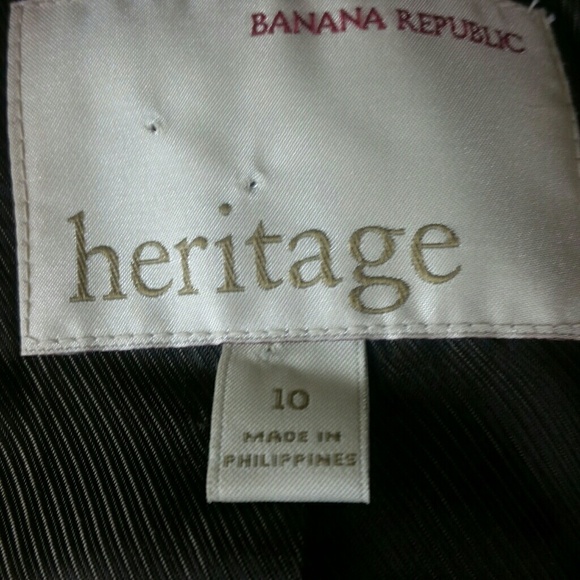 BANANA REPUBLIC
heritage
10
MADE IN
PHILIPPINES